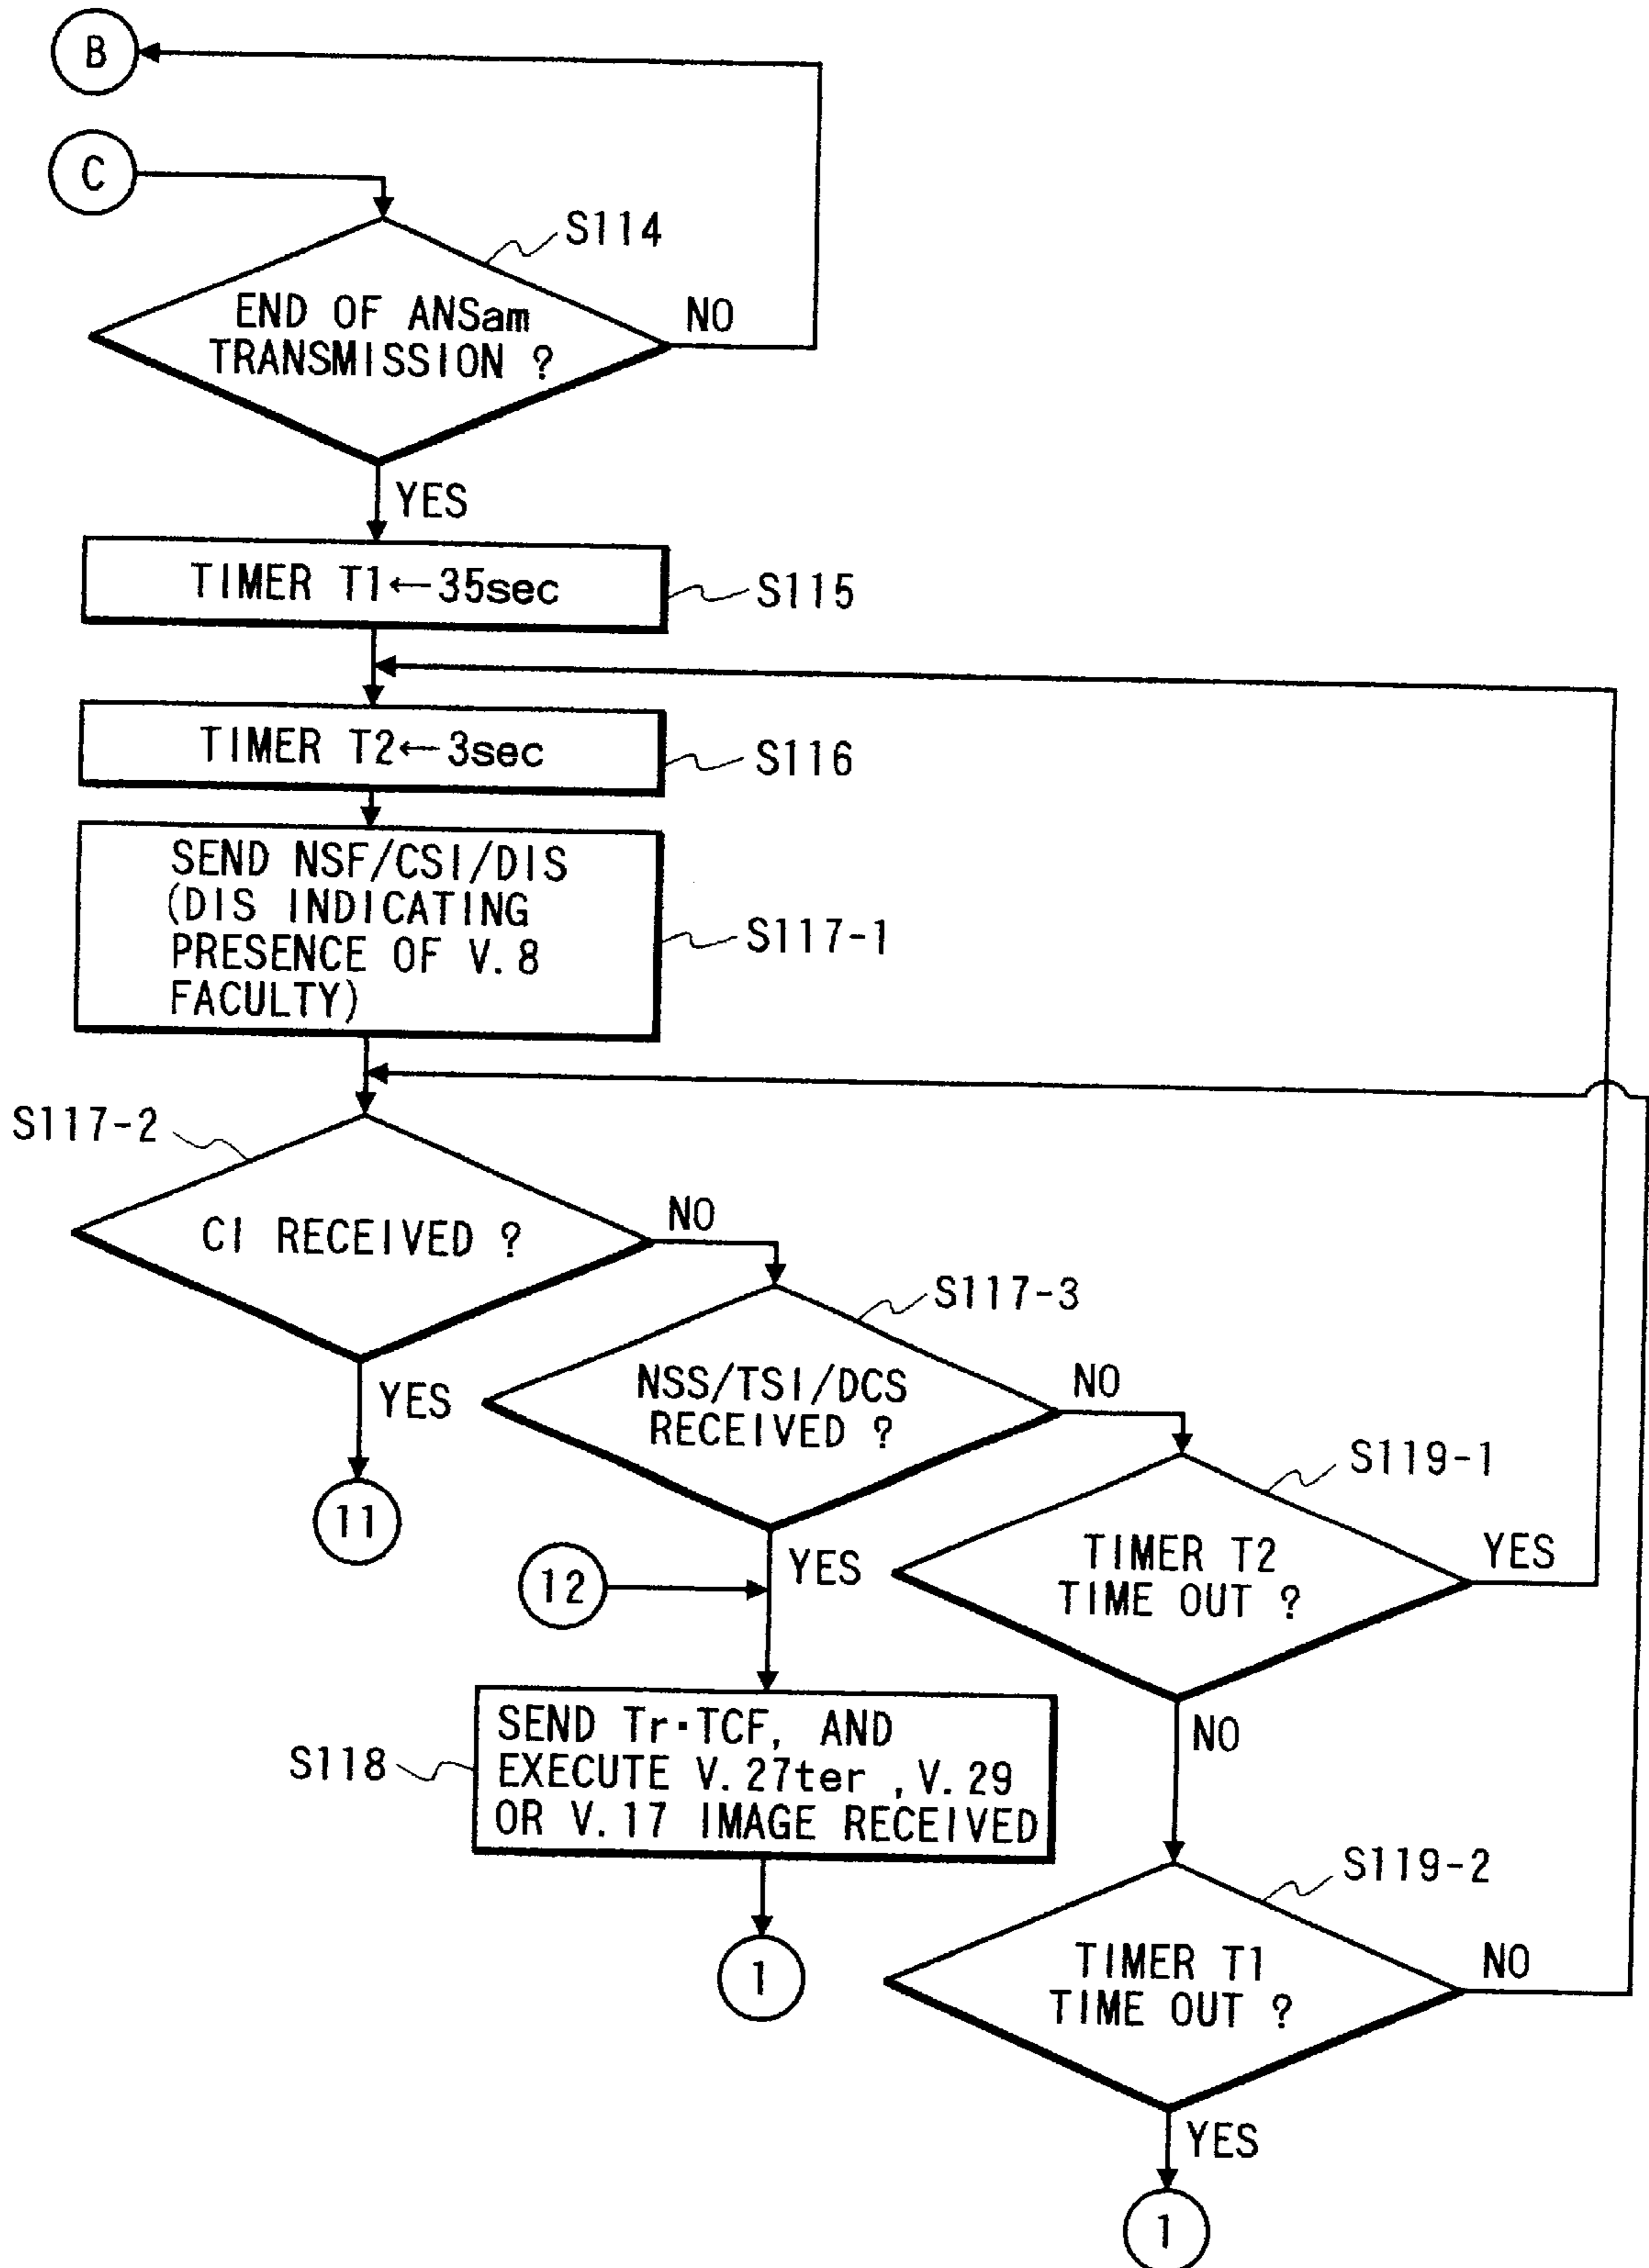 B
C
S114
END OF ANSam
TRANSMISSION ?
NO
YES
TIMER T1←35sec
S115
TIMER T2←3sec
S116
SEND NSF/CSI/DIS
(DIS INDICATING
PRESENCE OF V.8
FACULTY)
S117-1
S117-2
CI RECEIVED ?
NO
YES
11
S117-3
NSS/TSI/DCS
RECEIVED ?
NO
YES
12
S119-1
TIMER T2
TIME OUT ?
YES
NO
S118
SEND Tr·TCF, AND
EXECUTE V.27ter ,V.29
OR V.17 IMAGE RECEIVED
1
S119-2
TIMER T1
TIME OUT ?
NO
YES
1